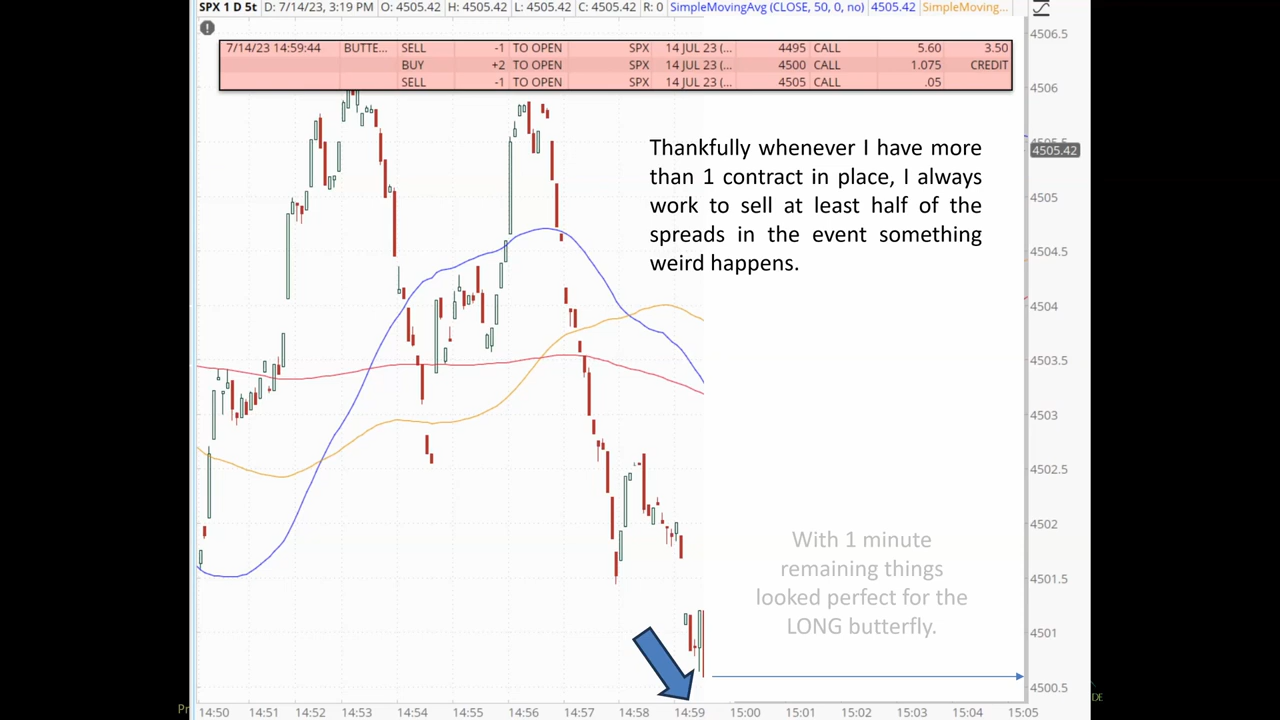 SPX 1 D 5t D: 7/14/23, 3:19 PM O: 4505.42 H: 4505.42 L: 4505.42 C: 4505.42 R: 0 SimpleMovingAvg (CLOSE, 50, 0, no) 4505.42 SimpleMoving...
7/14/23 14:59:44 BUTTE... SELL -1 TO OPEN SPX 14 JUL 23 (... 4495 CALL 5.60 3.50
BUY +2 TO OPEN SPX 14 JUL 23 (... 4500 CALL 1.075 CREDIT
SELL -1 TO OPEN SPX 14 JUL 23 (... 4505 CALL .05
Thankfully whenever I have more
than 1 contract in place, I always
work to sell at least half of the
spreads in the event something
weird happens.
With 1 minute
remaining things
looked perfect for the
LONG butterfly.
4506.5
4506
4505.42
4505
4504.5
4504
4503.5
4503
4502.5
4502
4501.5
4501
4500.5
14:50 14:51 14:52 14:53 14:54 14:55 14:56 14:57 14:58 14:59 15:00 15:01 15:02 15:03 15:04 15:05